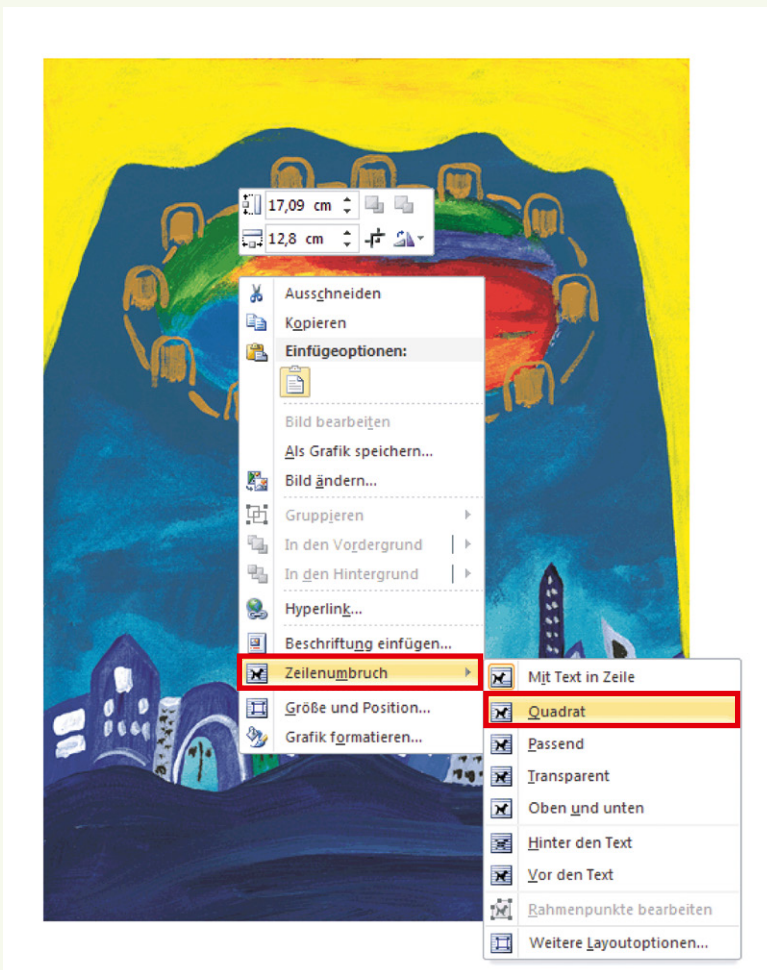 17,09 cm
12,8 cm
Ausschneiden
Kopieren
Einfügeoptionen:
Bild bearbeiten
Als Grafik speichern...
Bild ändern...
Gruppieren
In den Vordergrund
In den Hintergrund
Hyperlink...
Beschriftung einfügen...
Zeilenumbruch
Größe und Position...
Grafik formatieren...
Mit Text in Zeile
Quadrat
Passend
Transparent
Oben und unten
Hinter den Text
Vor den Text
Rahmenpunkte bearbeiten
Weitere Layoutoptionen...